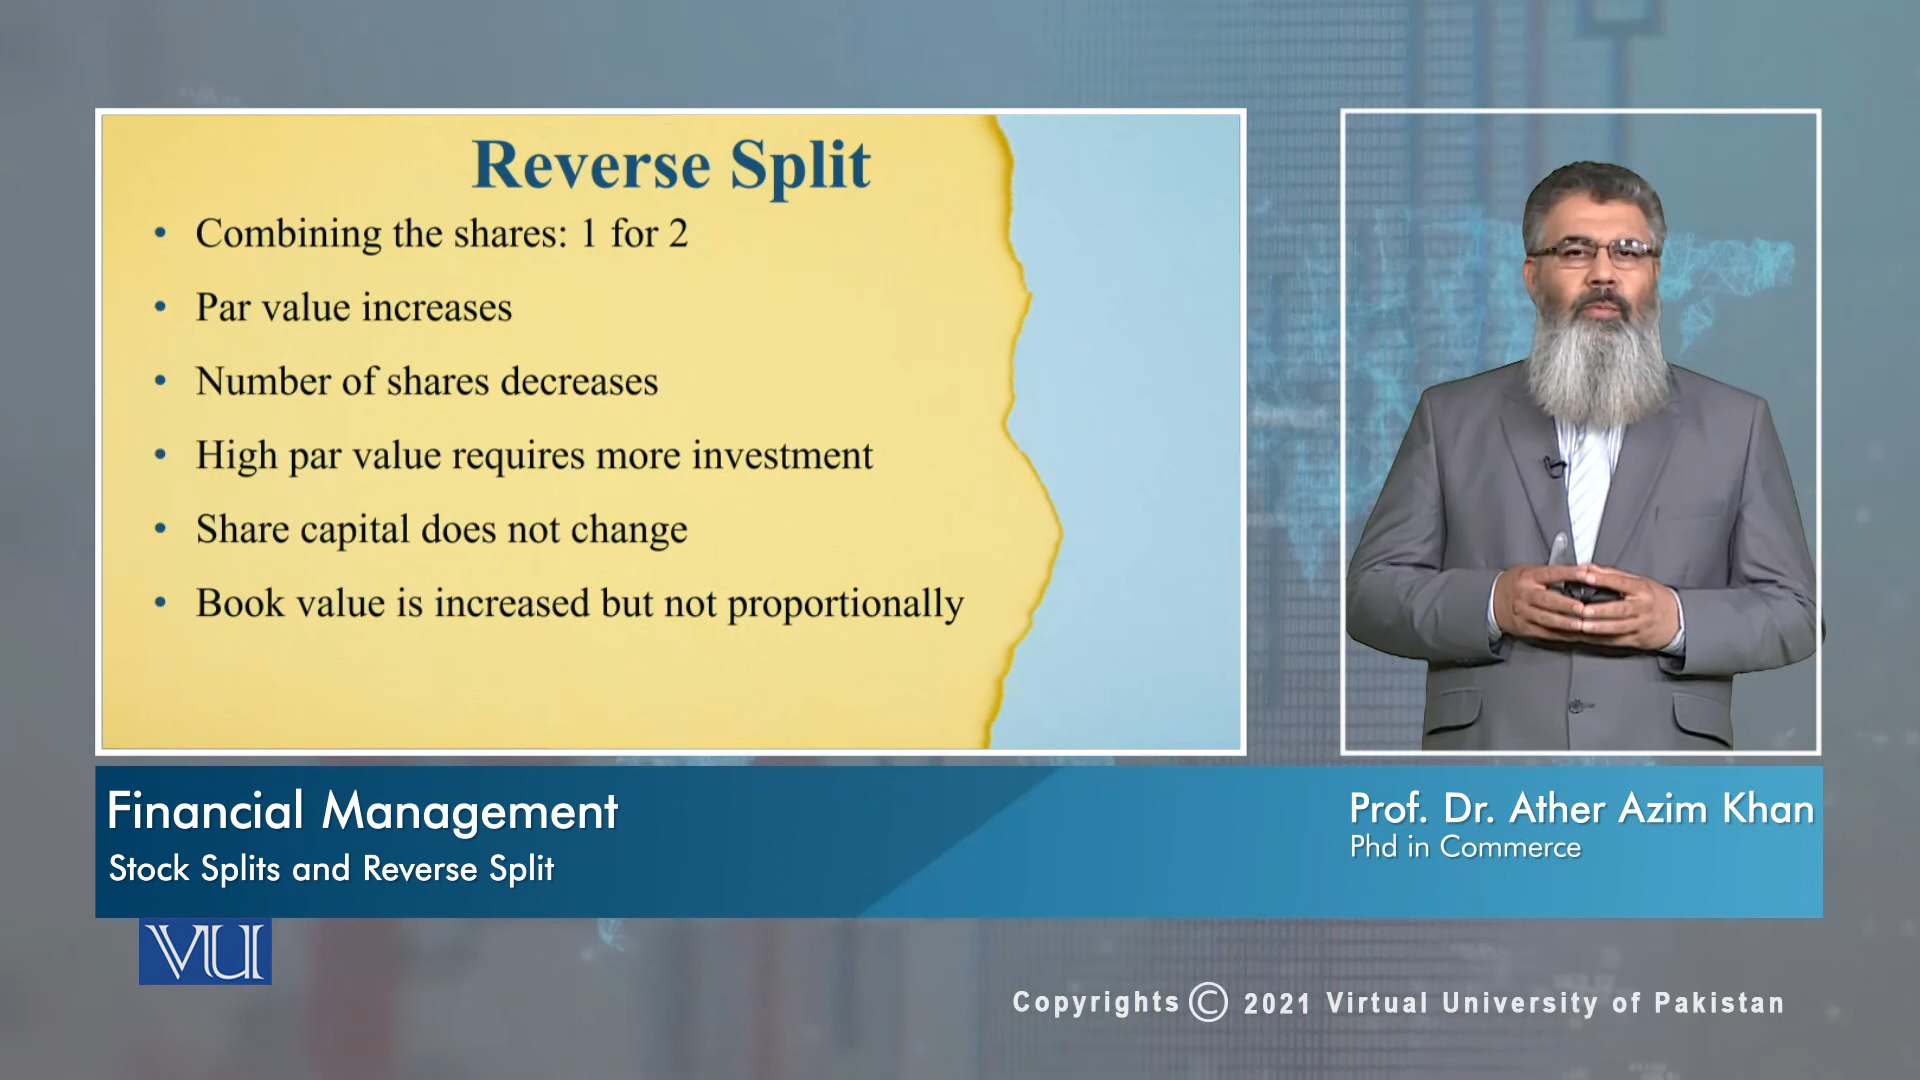 Reverse Split
• Combining the shares: 1 for 2
• Par value increases
• Number of shares decreases
• High par value requires more investment
• Share capital does not change
• Book value is increased but not proportionally
Financial Management
Stock Splits and Reverse Split
Prof. Dr. Ather Azim Khan
Phd in Commerce
VU
Copyrights © 2021 Virtual University of Pakistan